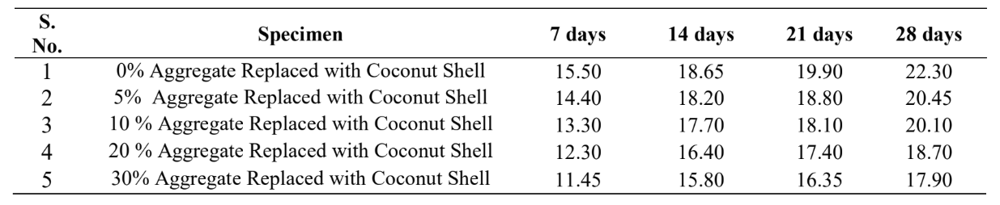 S. No. Specimen 7 days 14 days 21 days 28 days
1 0% Aggregate Replaced with Coconut Shell 15.50 18.65 19.90 22.30
2 5% Aggregate Replaced with Coconut Shell 14.40 18.20 18.80 20.45
3 10 % Aggregate Replaced with Coconut Shell 13.30 17.70 18.10 20.10
4 20 % Aggregate Replaced with Coconut Shell 12.30 16.40 17.40 18.70
5 30% Aggregate Replaced with Coconut Shell 11.45 15.80 16.35 17.90